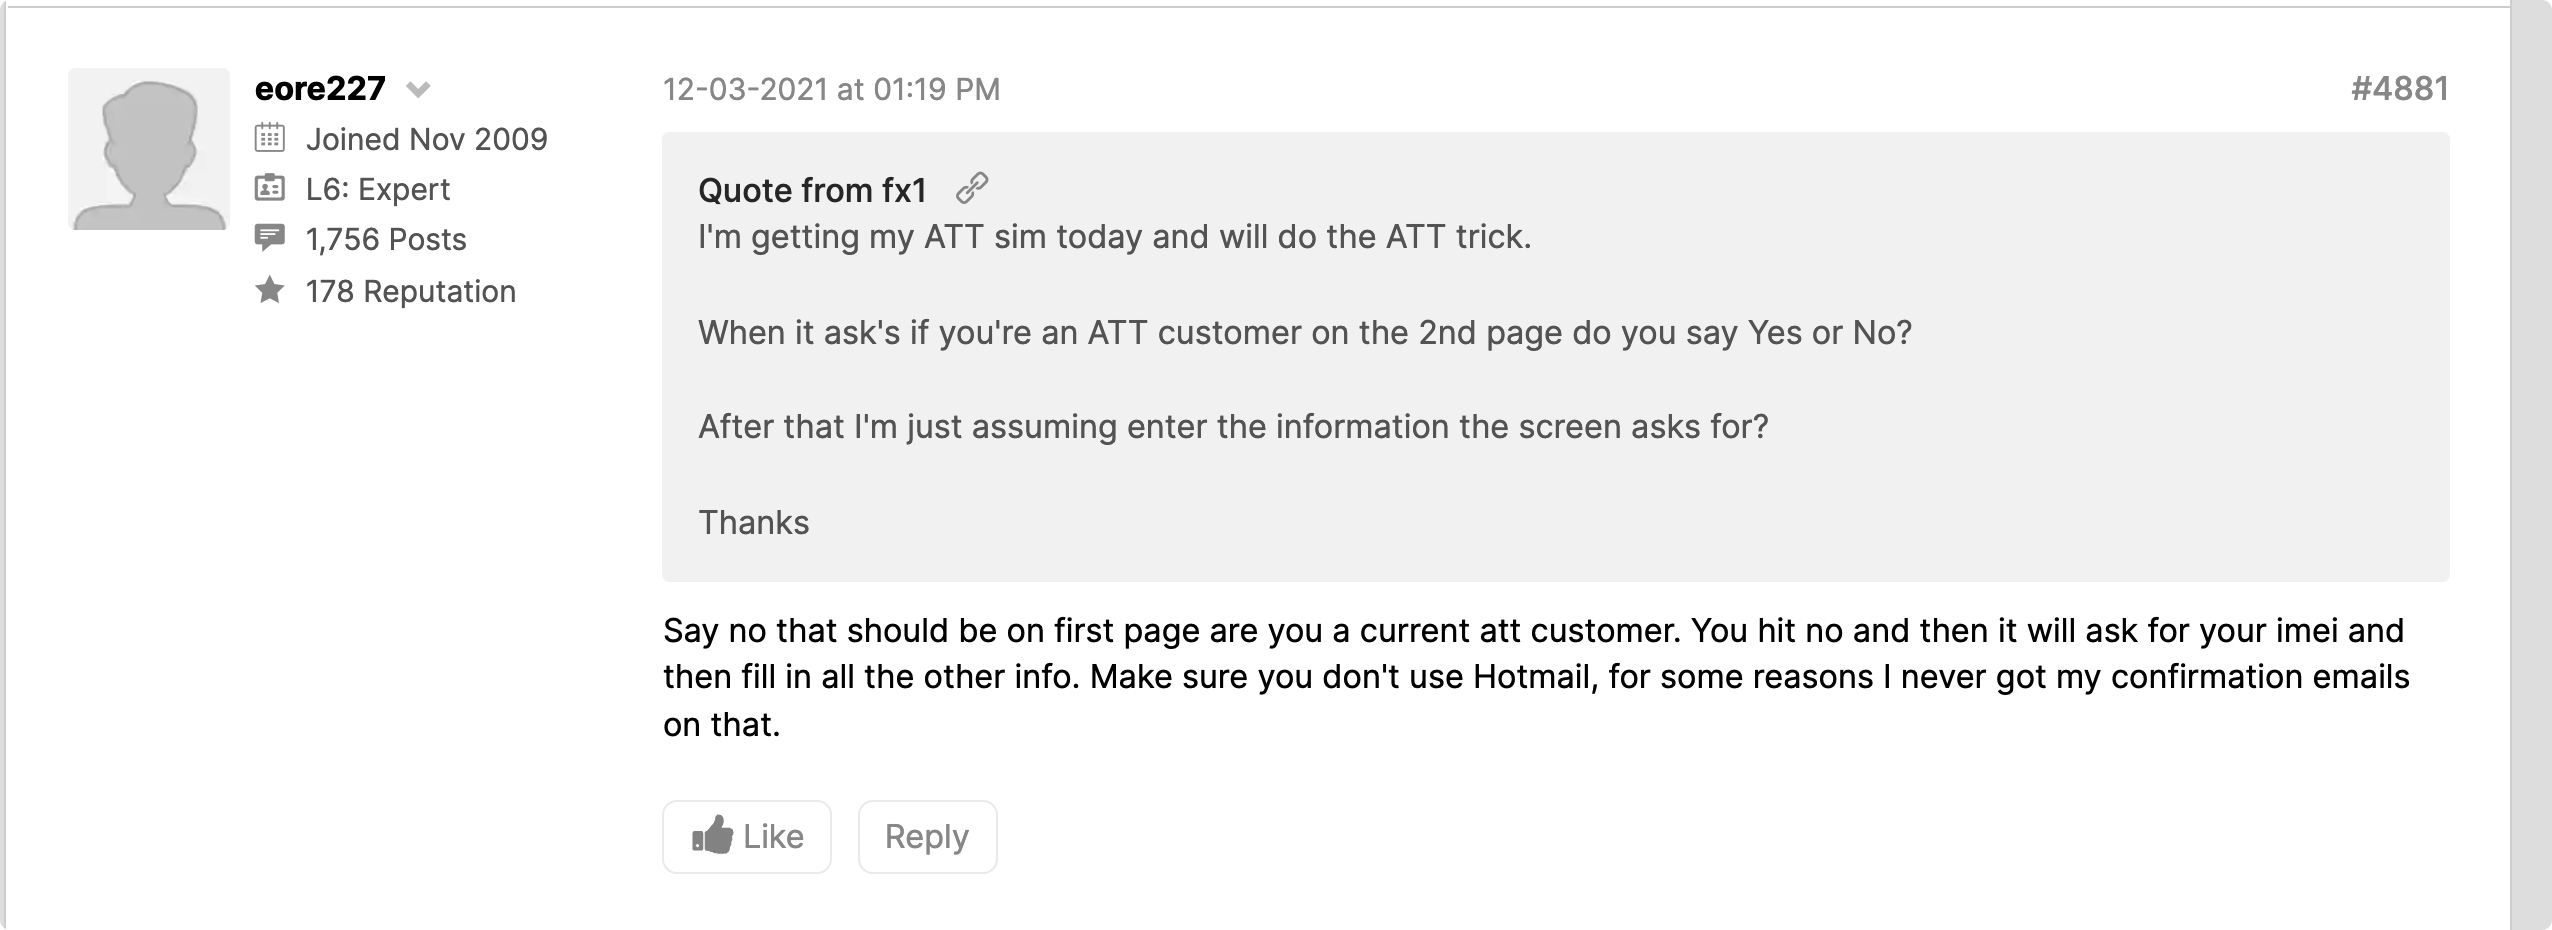 eore227
Joined Nov 2009
L6: Expert
1,756 Posts
178 Reputation
12-03-2021 at 01:19 PM
#4881
Quote from fx1
I'm getting my ATT sim today and will do the ATT trick.
When it ask's if you're an ATT customer on the 2nd page do you say Yes or No?
After that I'm just assuming enter the information the screen asks for?
Thanks
Say no that should be on first page are you a current att customer. You hit no and then it will ask for your imei and
then fill in all the other info. Make sure you don't use Hotmail, for some reasons I never got my confirmation emails
on that.
Like
Reply